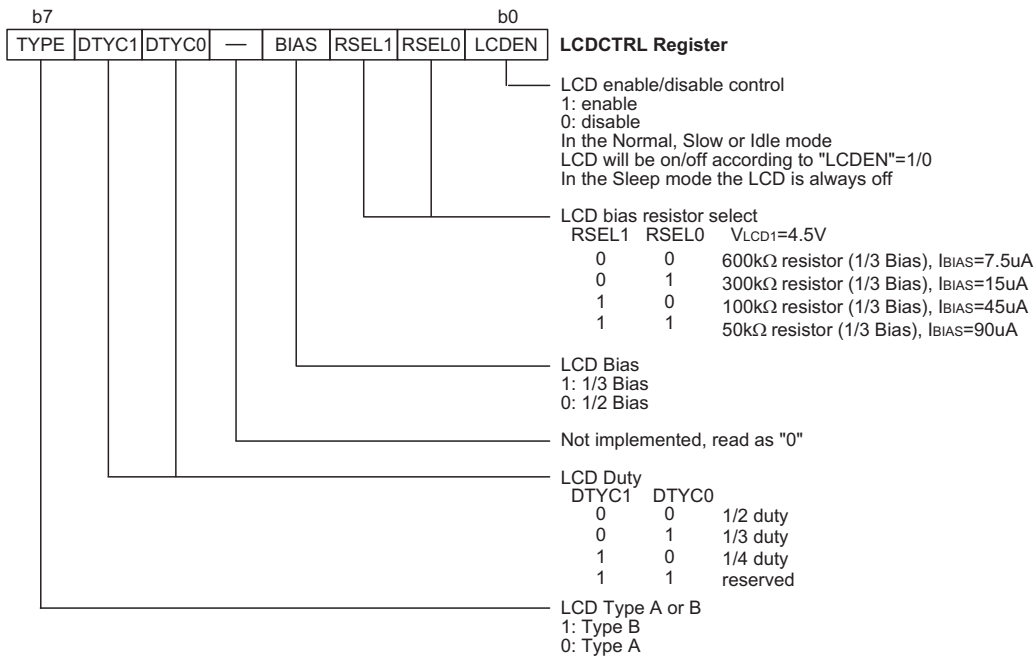 b7 b0
TYPE DTYC1 DTYC0 — BIAS RSEL1 RSEL0 LCDEN LCDCTRL Register
LCD enable/disable control
1: enable
0: disable
In the Normal, Slow or Idle mode
LCD will be on/off according to "LCDEN"=1/0
In the Sleep mode the LCD is always off
LCD bias resistor select
RSEL1 RSEL0 VLCD1=4.5V
0 0 600kΩ resistor (1/3 Bias), IBIAS=7.5uA
0 1 300kΩ resistor (1/3 Bias), IBIAS=15uA
1 0 100kΩ resistor (1/3 Bias), IBIAS=45uA
1 1 50kΩ resistor (1/3 Bias), IBIAS=90uA
LCD Bias
1: 1/3 Bias
0: 1/2 Bias
Not implemented, read as "0"
LCD Duty
DTYC1 DTYC0
0 0 1/2 duty
0 1 1/3 duty
1 0 1/4 duty
1 1 reserved
LCD Type A or B
1: Type B
0: Type A